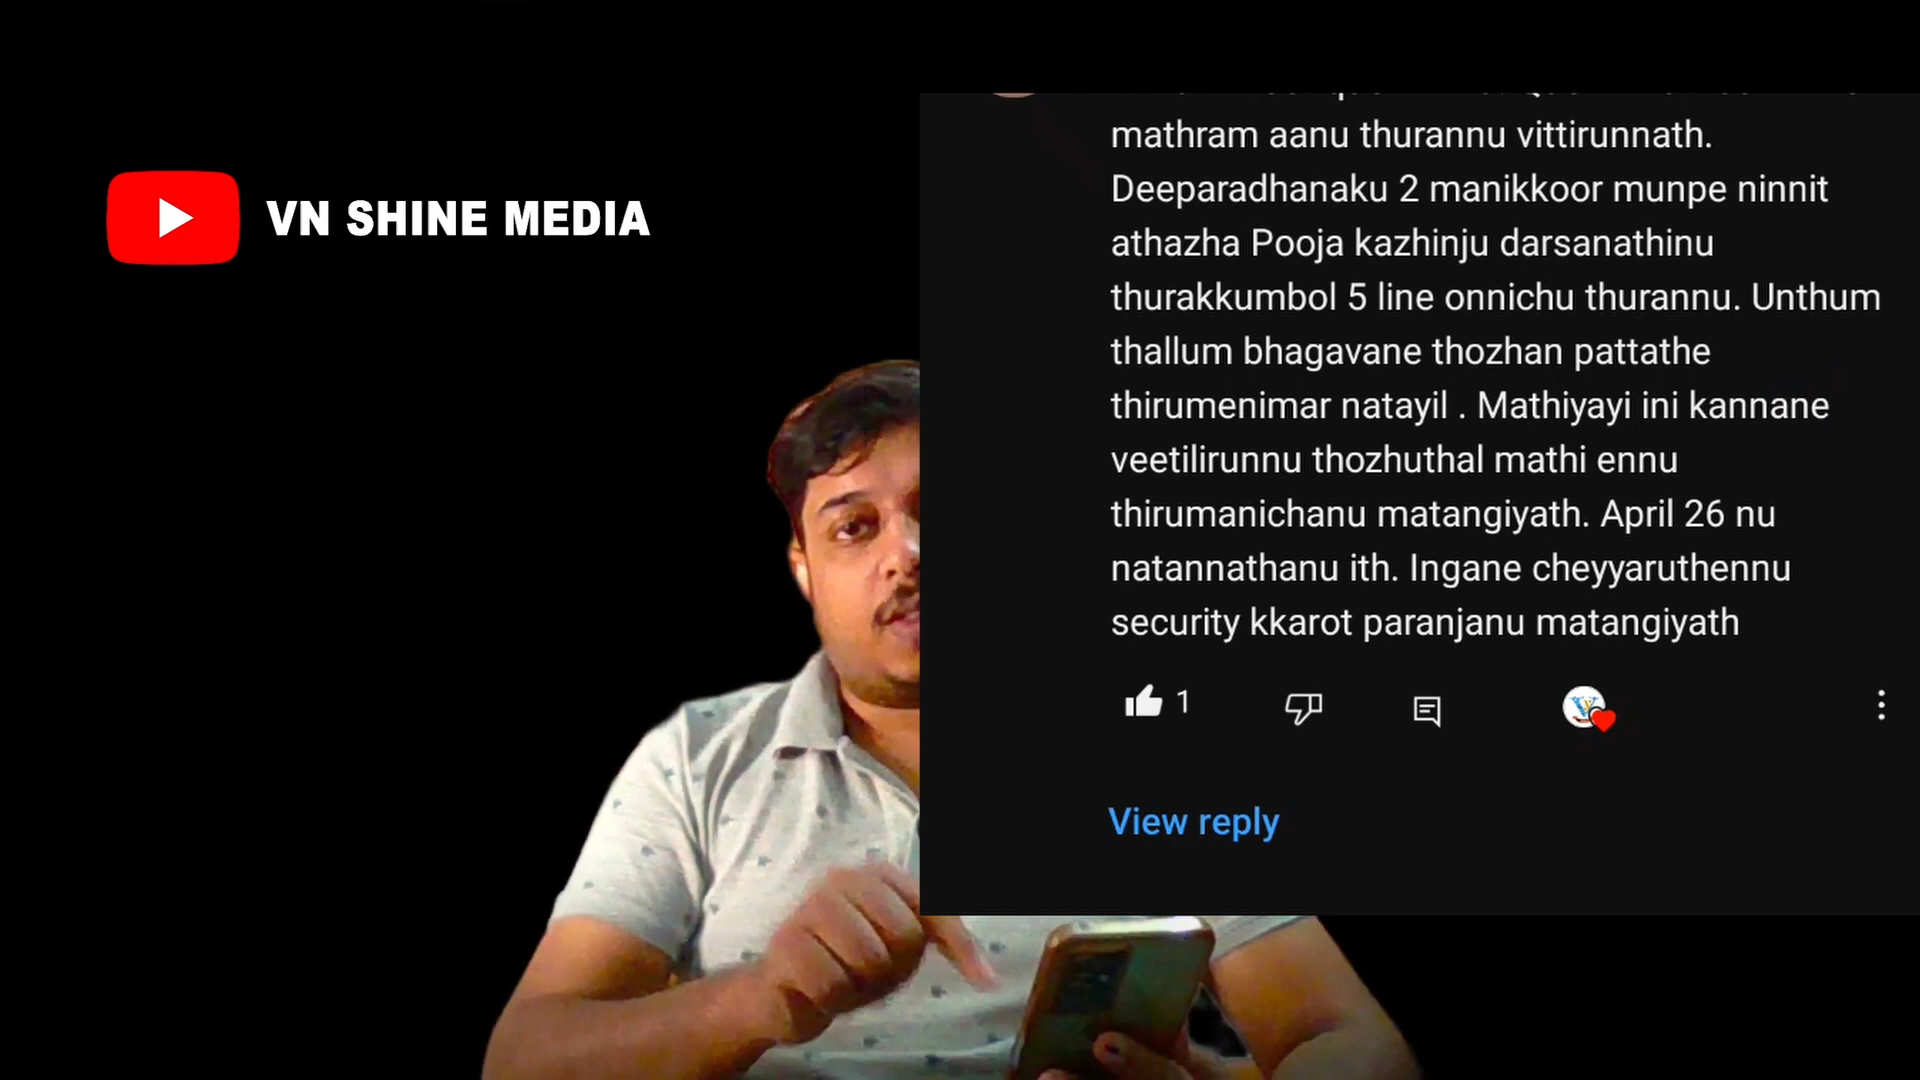 VN SHINE MEDIA
mathram aanu thurannu vittirunnath.
Deeparadhanaku 2 manikkoor munpe ninnit
athazha Pooja kazhinju darsanathinu
thurakkumbol 5 line onnichu thurannu. Unthum
thallum bhagavane thozhan pattathe
thirumenimar natayil . Mathiyayi ini kannane
veetilirunnu thozhuthal mathi ennu
thirumanichanu matangiyath. April 26 nu
natannathanu ith. Ingane cheyyaruthennu
security kkarot paranjanu matangiyath
1
View reply